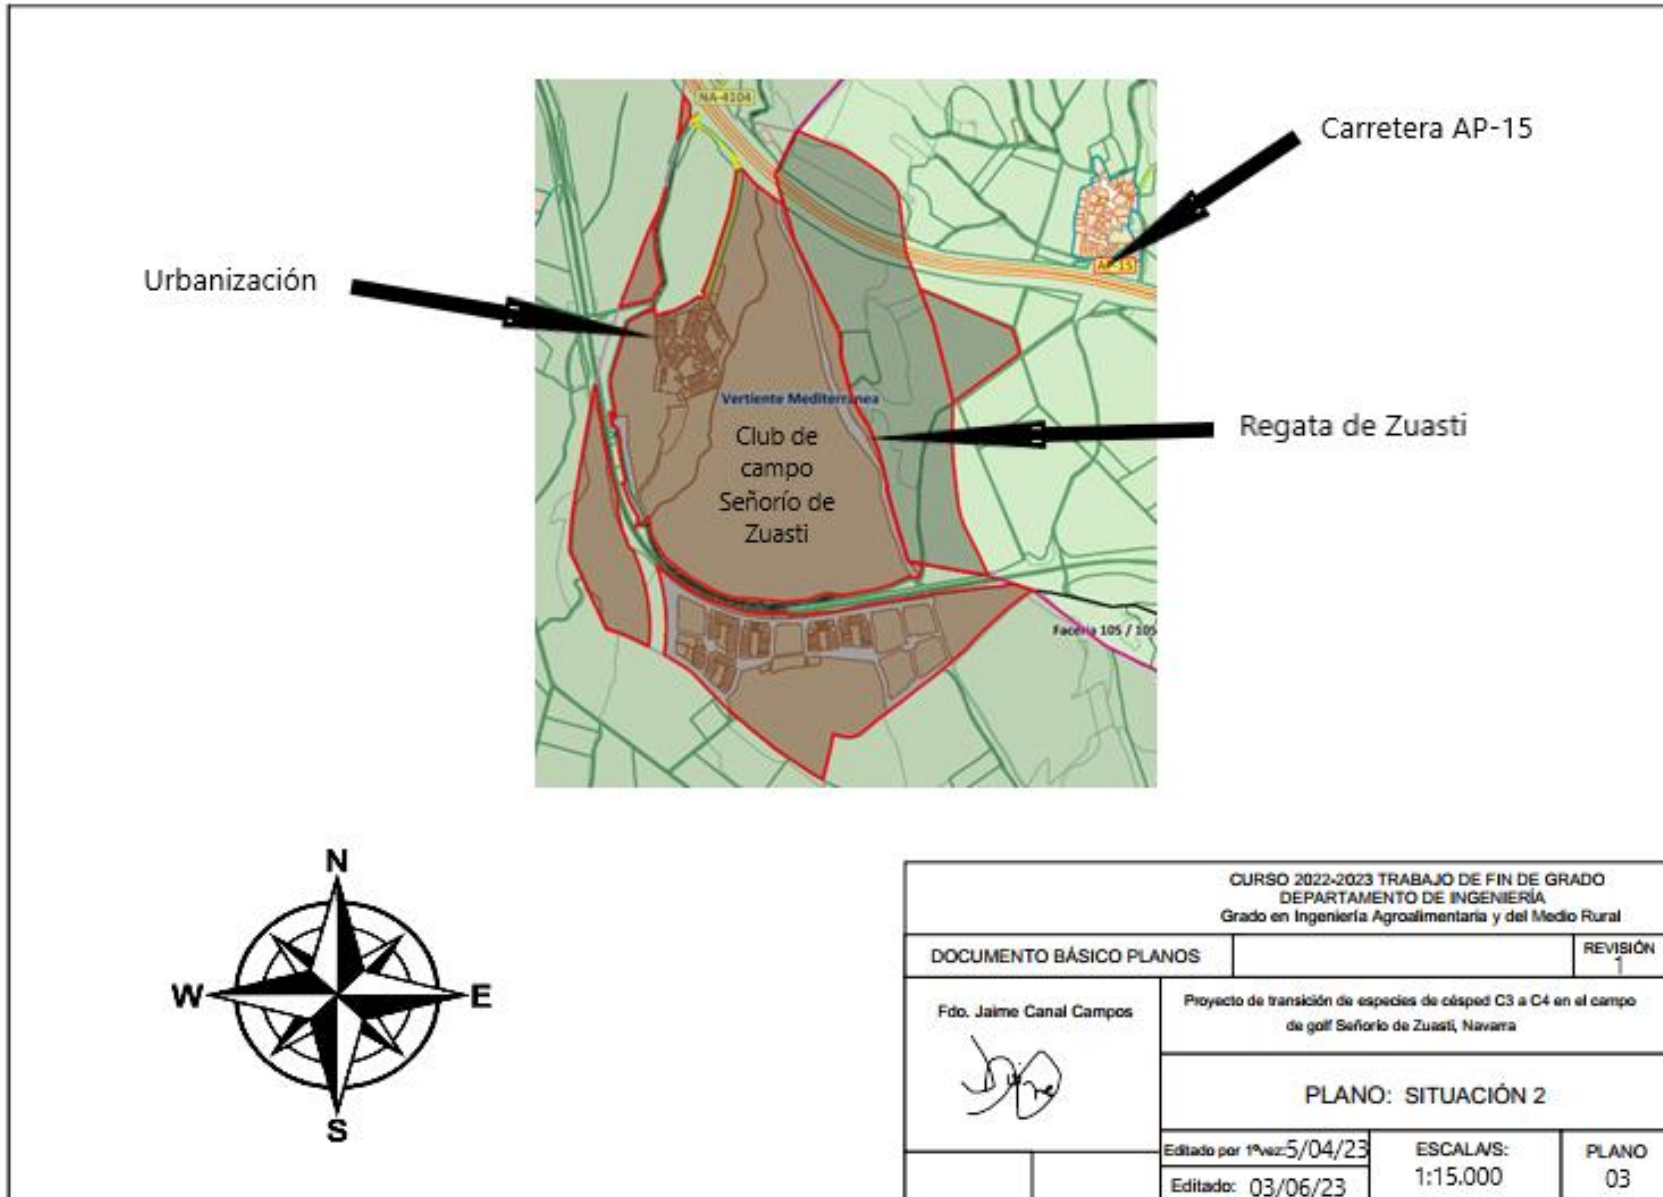 NA-4104
Carretera AP-15
AP-15
Urbanización
Vertiente Mediterranea
Club de
campo
Señorío de
Zuasti
Regata de Zuasti
Facería 105 / 105
N
W
E
S
CURSO 2022-2023 TRABAJO DE FIN DE GRADO
DEPARTAMENTO DE INGENIERÍA
Grado en Ingeniería Agroalimentaria y del Medio Rural
DOCUMENTO BÁSICO PLANOS
REVISIÓN
1
Fdo. Jaime Canal Campos
Proyecto de transición de especies de césped C3 a C4 en el campo
de golf Señorío de Zuasti, Navarra
PLANO: SITUACIÓN 2
Editado por 1ªvez:5/04/23
Editado: 03/06/23
ESCALA/S:
1:15.000
PLANO
03